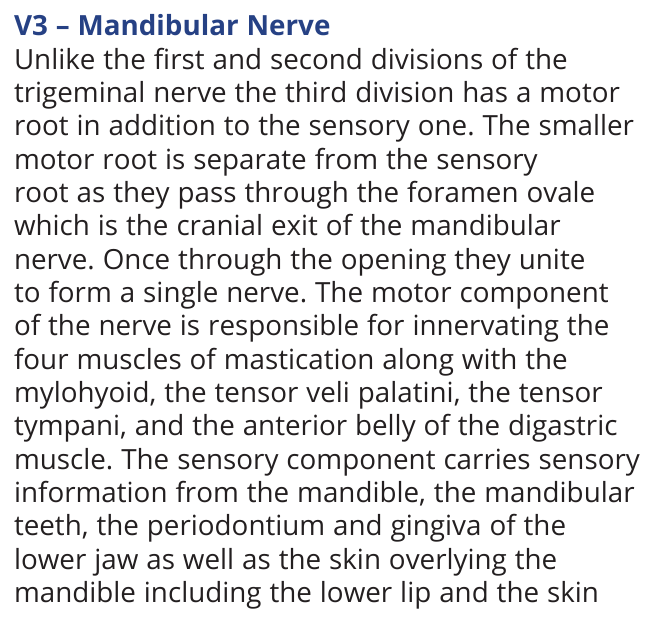 V3 – Mandibular Nerve
Unlike the first and second divisions of the
trigeminal nerve the third division has a motor
root in addition to the sensory one. The smaller
motor root is separate from the sensory
root as they pass through the foramen ovale
which is the cranial exit of the mandibular
nerve. Once through the opening they unite
to form a single nerve. The motor component
of the nerve is responsible for innervating the
four muscles of mastication along with the
mylohyoid, the tensor veli palatini, the tensor
tympani, and the anterior belly of the digastric
muscle. The sensory component carries sensory
information from the mandible, the mandibular
teeth, the periodontium and gingiva of the
lower jaw as well as the skin overlying the
mandible including the lower lip and the skin